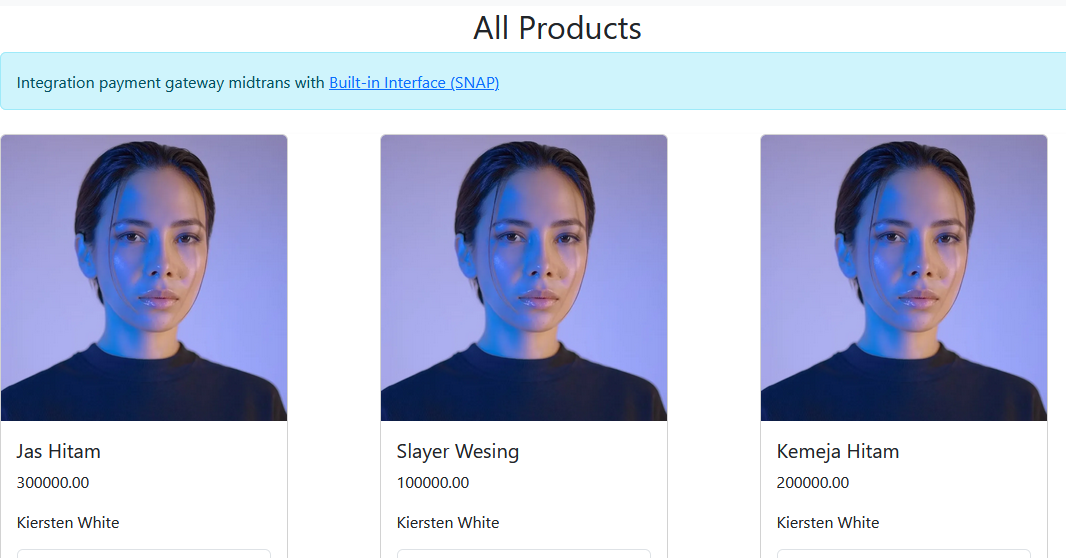 All Products
Integration payment gateway midtrans with Built-in Interface (SNAP)
Jas Hitam
300000.00
Kiersten White
Slayer Wesing
100000.00
Kiersten White
Kemeja Hitam
200000.00
Kiersten White